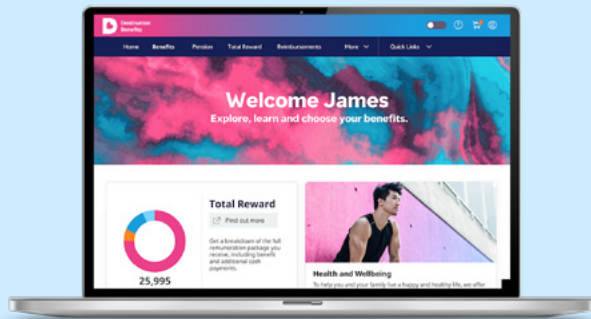 Destination
Benefits
Home Benefits Pension Total Reward Reimbursements More Quick Links
Welcome James
Explore, learn and choose your benefits.
Total Reward
Find out more
Get a breakdown of the full
remuneration package you
receive, including benefit
and additional cash
payments.
25,995
Health and Wellbeing
To help you and your family live a happy and healthy life, we offer